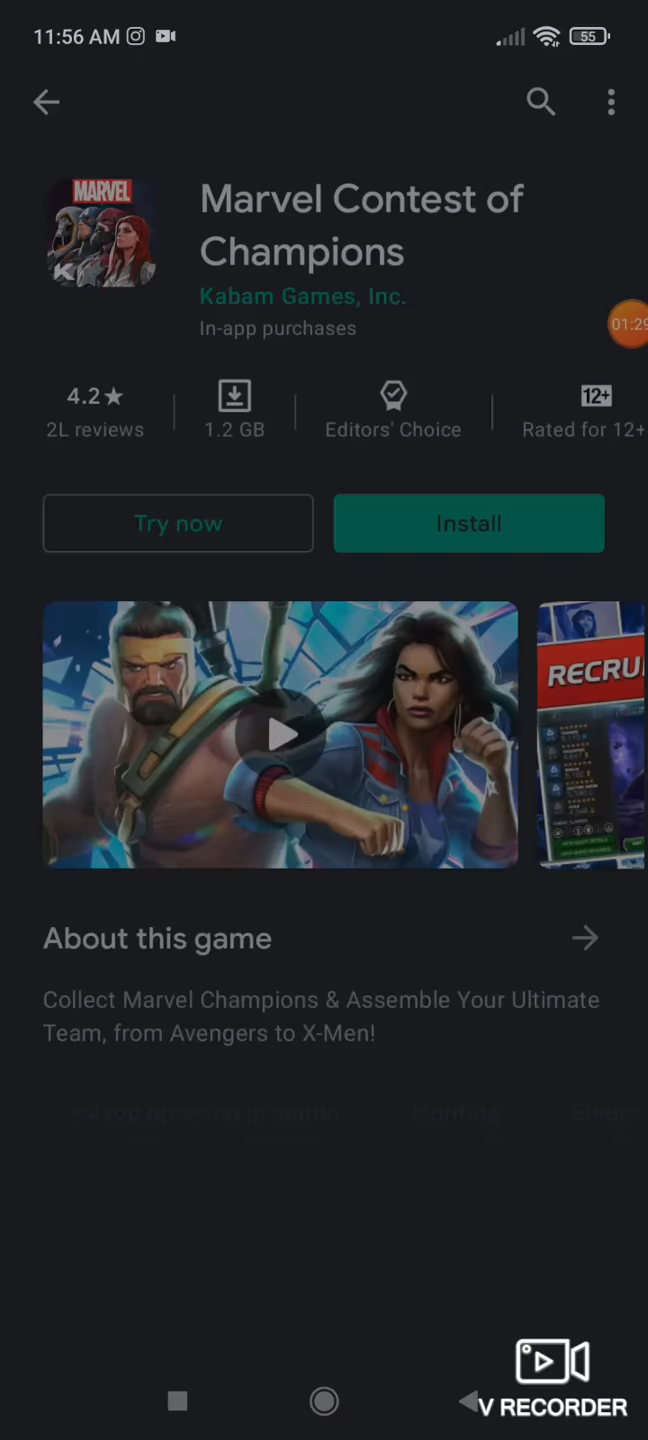 11:56 AM
55
MARVEL
Marvel Contest of
Champions
Kabam Games, Inc.
In-app purchases
01:29
4.2★
12+
2L reviews
1.2 GB
Editors' Choice
Rated for 12+
Try now
Install
RECRU
About this game
Collect Marvel Champions & Assemble Your Ultimate
Team, from Avengers to X-Men!
Fighting
V RECORDER